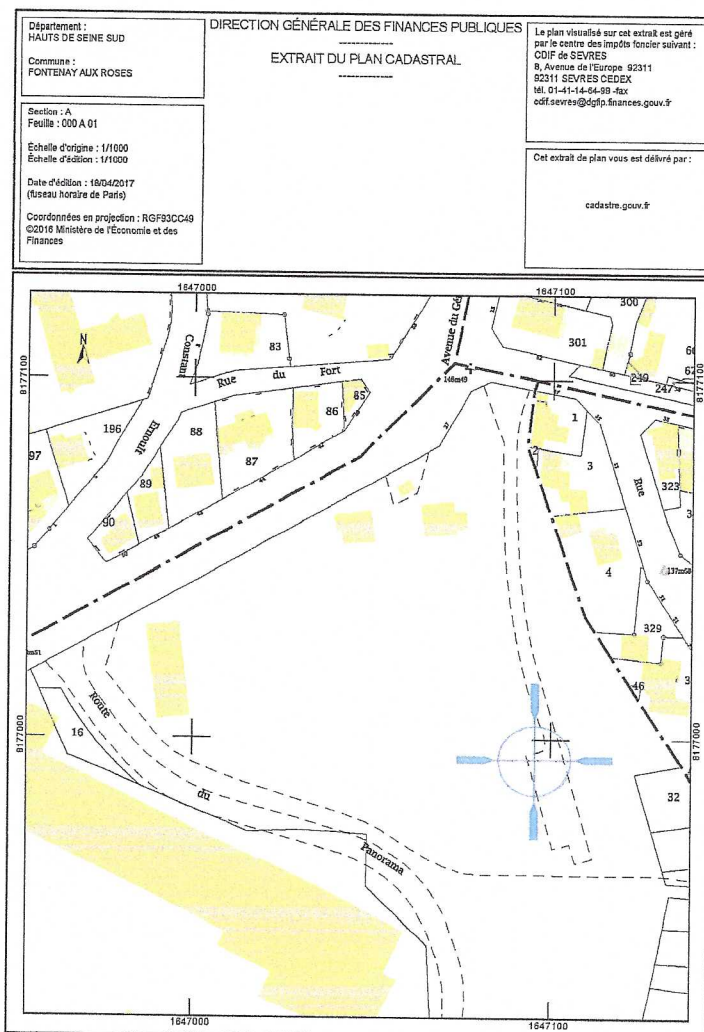 Département :
HAUTS DE SEINE SUD
Commune :
FONTENAY AUX ROSES
Section : A
Feuille : 000 A 01
Échelle d'origine : 1/1000
Échelle d'édition : 1/1000
Date d'édition : 18/04/2017
(fuseau horaire de Paris)
Coordonnées en projection : RGF93CC49
©2016 Ministère de l'Économie et des
Finances
DIRECTION GÉNÉRALE DES FINANCES PUBLIQUES
EXTRAIT DU PLAN CADASTRAL
Le plan visualisé sur cet extrait est géré
par le centre des impôts foncier suivant :
CDIF de SEVRES
8, Avenue de l'Europe 92311
92311 SEVRES CEDEX
tél. 01-41-14-64-99 -fax
cdif.sevres@dgfip.finances.gouv.fr
Cet extrait de plan vous est délivré par :
cadastre.gouv.fr
1647000
1647100
8177100
8177100
N
Constant
83
Avenue du Gé
301
300
249
247
Rue du Fort
148m49
196
Ernoult
88
86
85
97
87
89
90
1
2
3
Rue
323
4
137m68
329
46
16
Route
du
Panorama
8177000
8177000
32
1647000
1647100